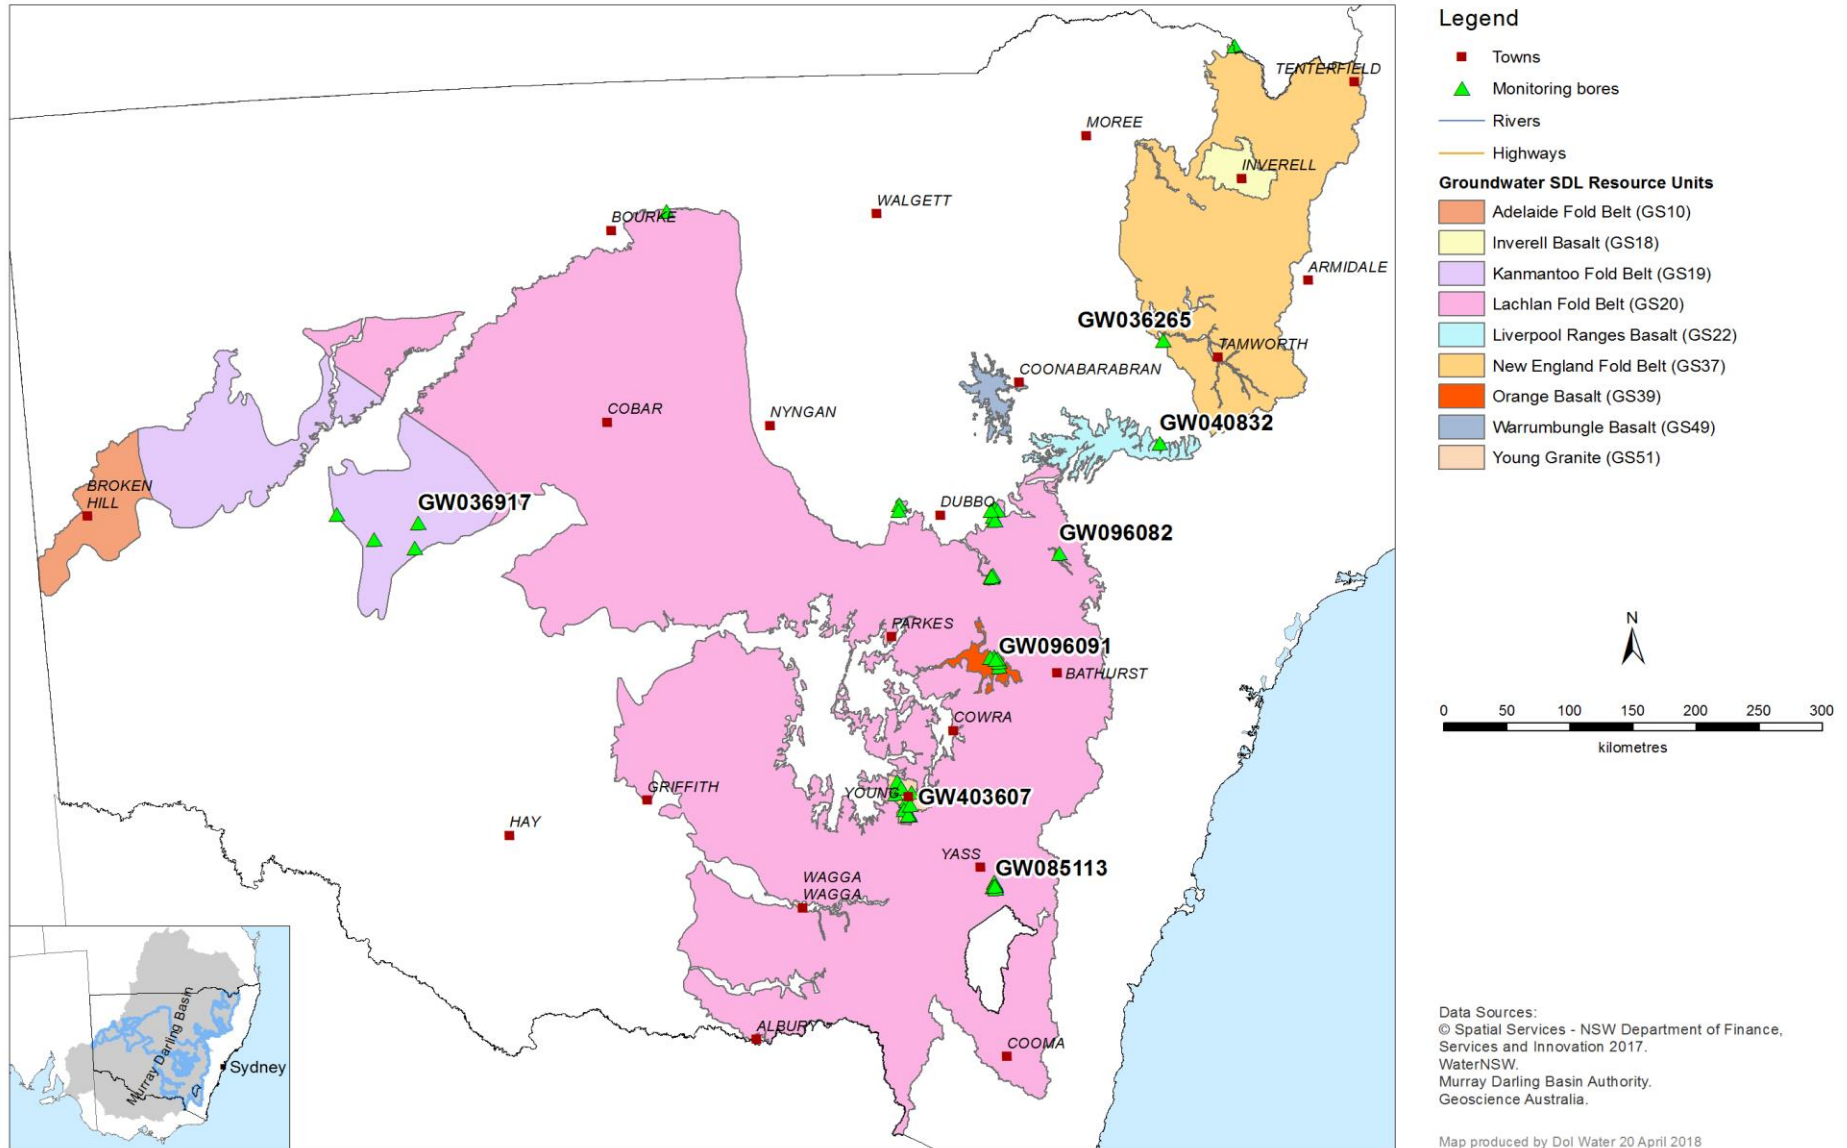 TENTERFIELD
MOREE
INVERELL
WALGETT
BOURKE
ARMIDALE
GW036265
TAMWORTH
COONABARABRAN
COBAR
NYNGAN
GW040832
BROKEN
HILL
GW036917
DUBBO
GW096082
PARKES
GW096091
BATHURST
COWRA
GRIFFITH
YOUNG
GW403607
HAY
YASS
GW085113
WAGGA
WAGGA
ALBURY
COOMA
Murray Darling Basin
Sydney
Legend
Towns
Monitoring bores
Rivers
Highways
Groundwater SDL Resource Units
Adelaide Fold Belt (GS10)
Inverell Basalt (GS18)
Kanmantoo Fold Belt (GS19)
Lachlan Fold Belt (GS20)
Liverpool Ranges Basalt (GS22)
New England Fold Belt (GS37)
Orange Basalt (GS39)
Warrumbungle Basalt (GS49)
Young Granite (GS51)
N
0 50 100 150 200 250 300
kilometres
Data Sources:
© Spatial Services - NSW Department of Finance,
Services and Innovation 2017.
WaterNSW.
Murray Darling Basin Authority.
Geoscience Australia.
Map produced by DoI Water 20 April 2018